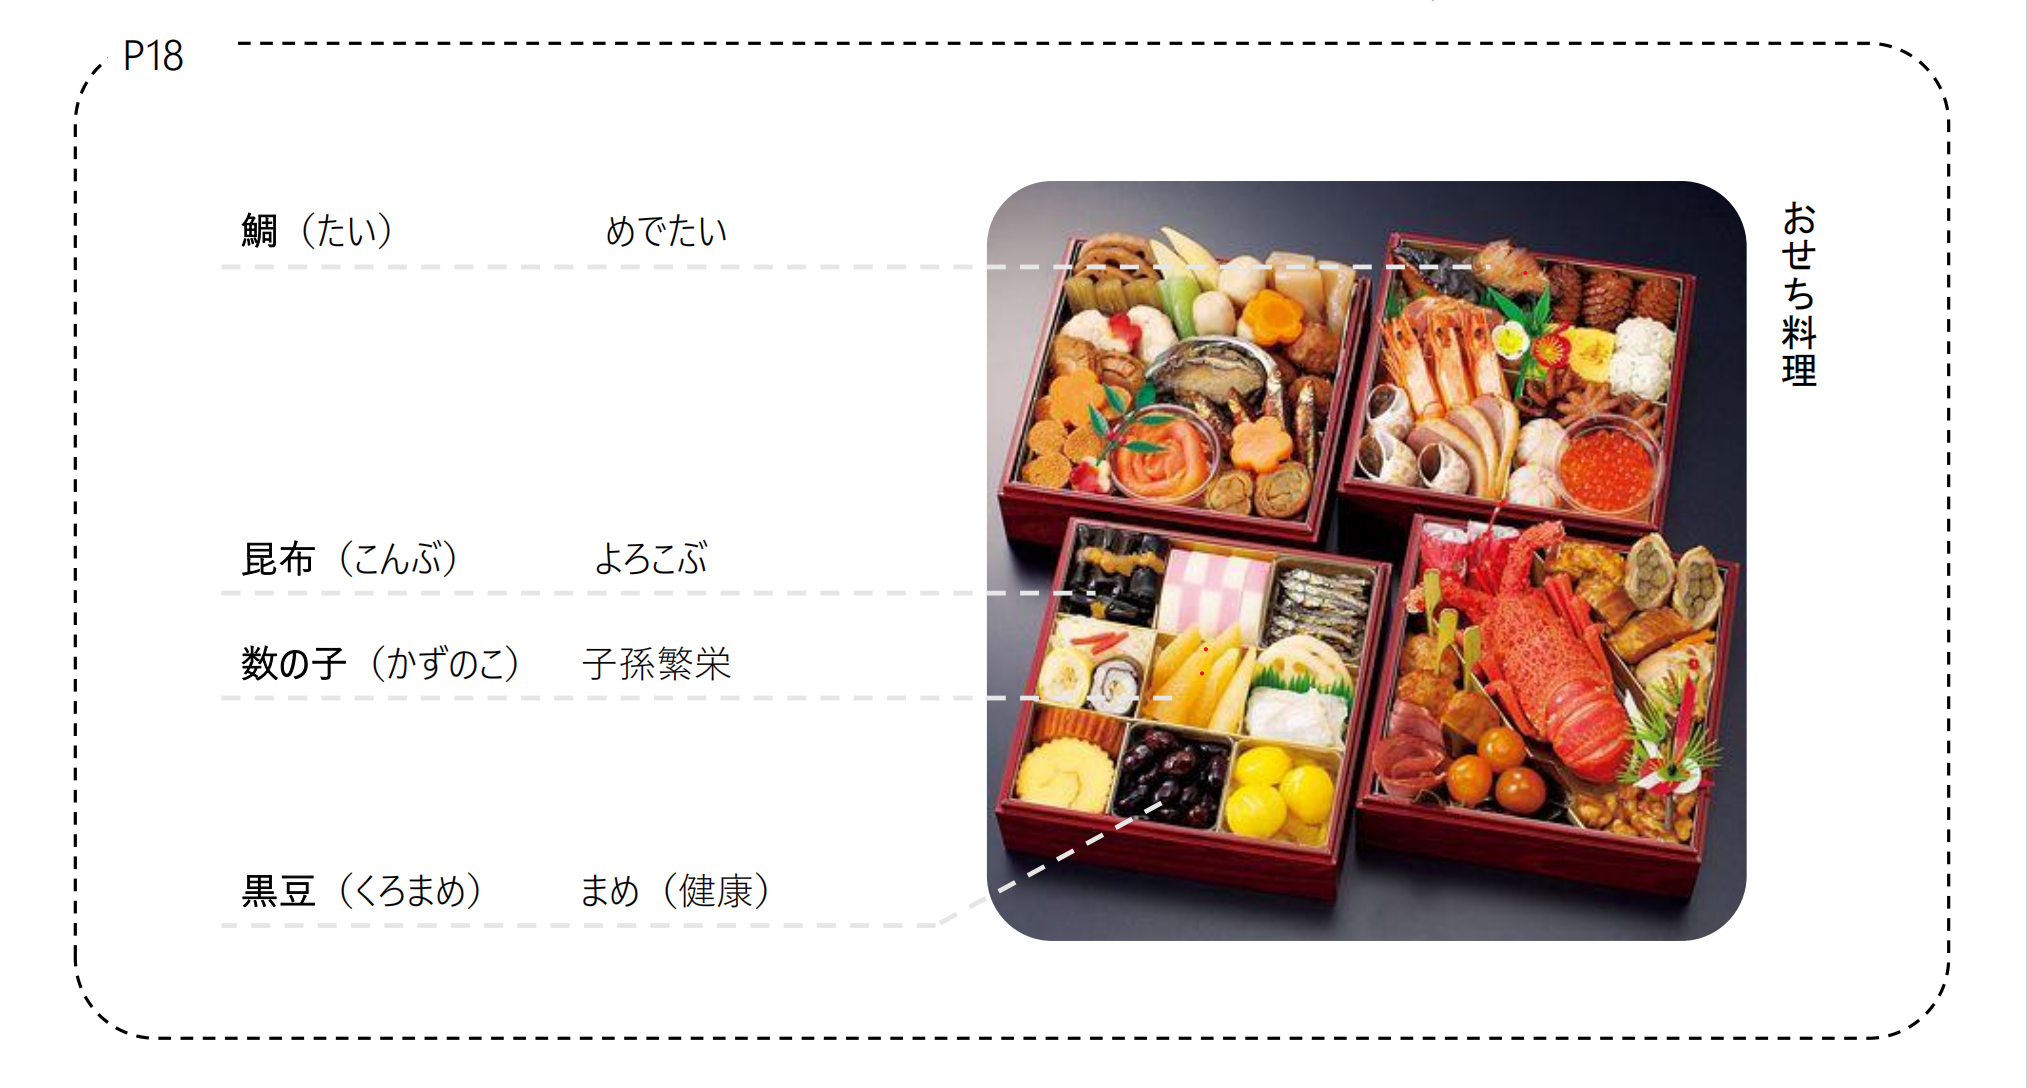 P18
鯛（たい） めでたい
昆布（こんぶ） よろこぶ
数の子（かずのこ） 子孫繁栄
黒豆（くろまめ） まめ（健康）
おせち料理